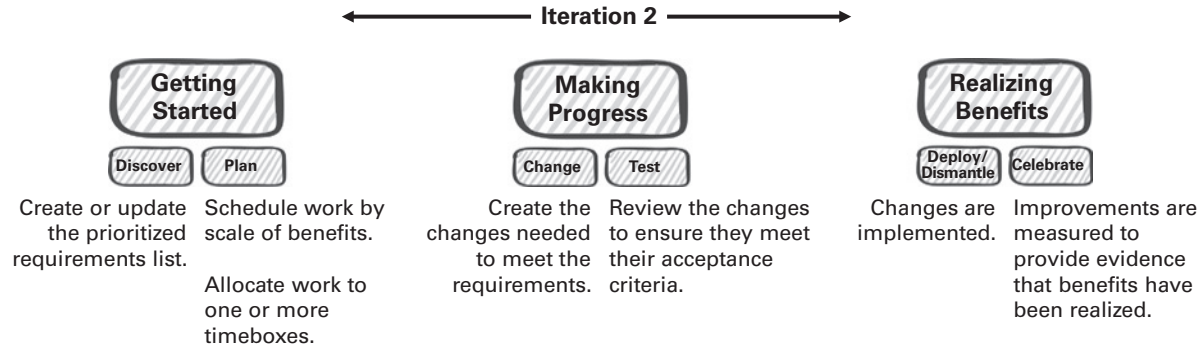 Iteration 2
Getting
Started
Discover
Plan
Create or update
the prioritized
requirements list.
Schedule work by
scale of benefits.
Allocate work to
one or more
timeboxes.
Making
Progress
Change
Test
Create the
changes needed
to meet the
requirements.
Review the changes
to ensure they meet
their acceptance
criteria.
Realizing
Benefits
Deploy/
Dismantle
Celebrate
Changes are
implemented.
Improvements are
measured to
provide evidence
that benefits have
been realized.